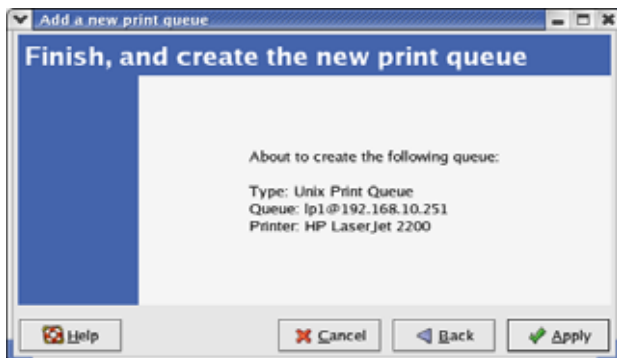 Add a new print queue
Finish, and create the new print queue
About to create the following queue:
Type: Unix Print Queue
Queue: lp1@192.168.10.251
Printer: HP LaserJet 2200
Help
Cancel
Back
Apply